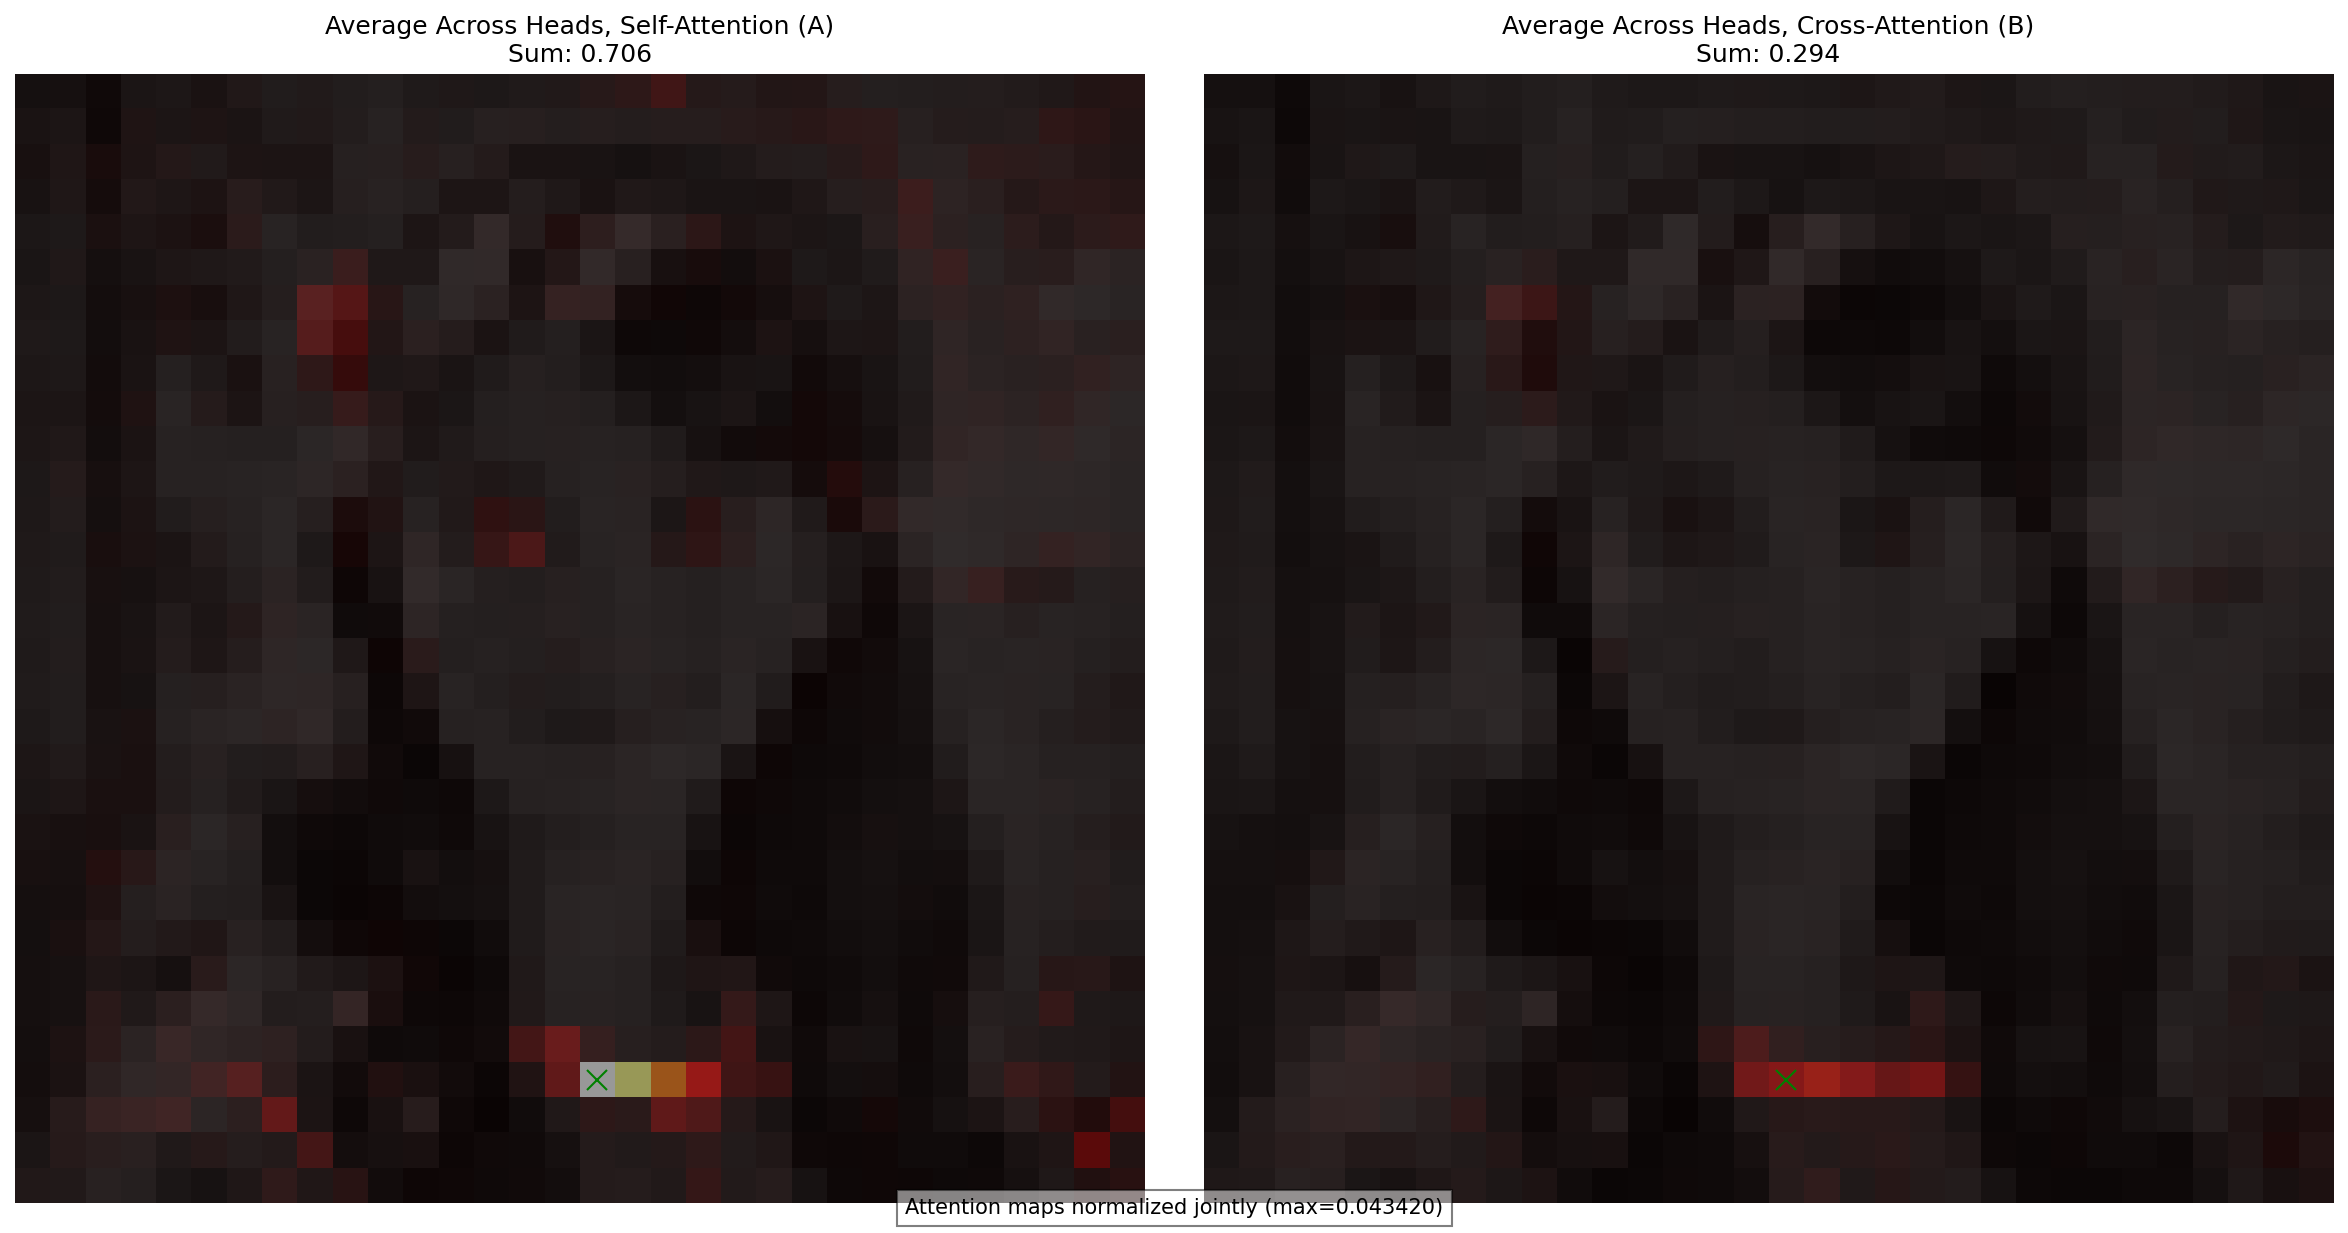 Average Across Heads, Self-Attention (A)
Sum: 0.706
Average Across Heads, Cross-Attention (B)
Sum: 0.294
Attention maps normalized jointly (max=0.043420)